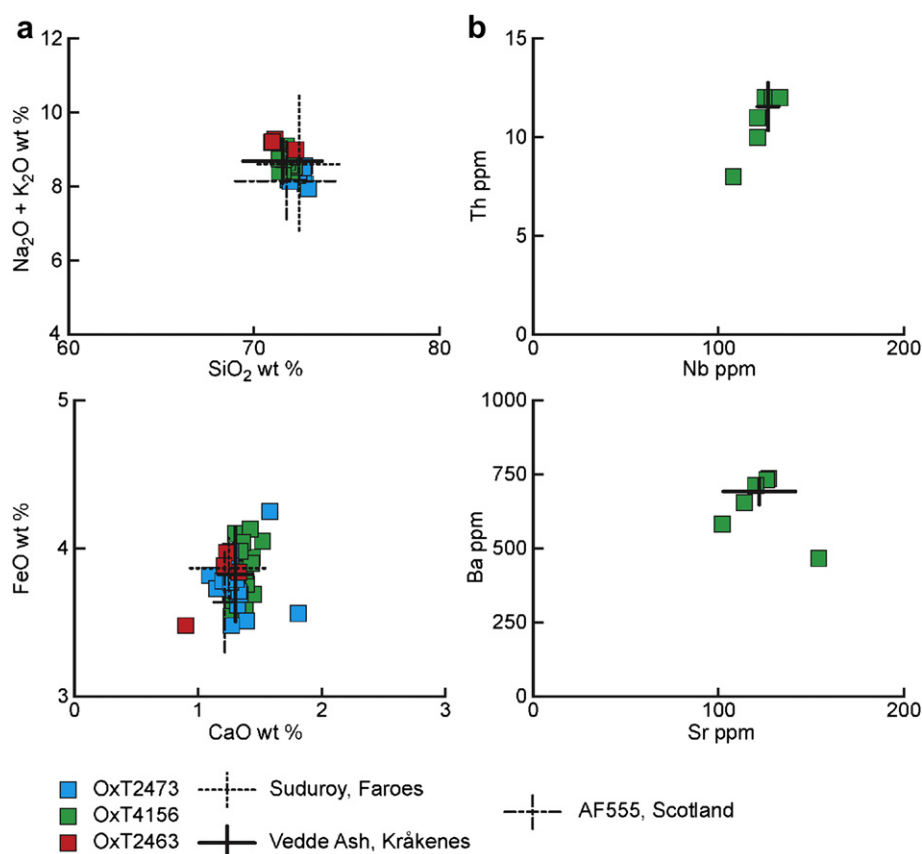 a
b
12
10
8
6
4
Na₂O + K₂O wt %
60
70
80
SiO₂ wt %
15
10
5
0
Th ppm
0
100
200
Nb ppm
5
4
3
FeO wt %
0
1
2
3
CaO wt %
1000
750
500
250
0
Ba ppm
0
100
200
Sr ppm
OxT2473
OxT4156
OxT2463
Suduroy, Faroes
Vedde Ash, Kråkenes
AF555, Scotland